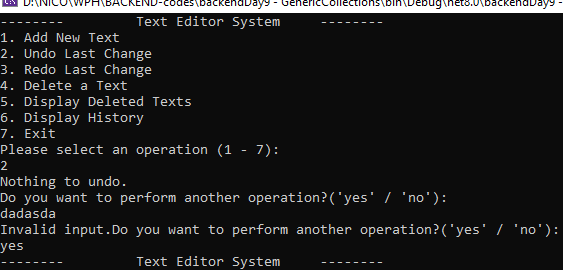 D:\NICO\WPH\BACKEND-codes\backendDay9 - GenericCollections\bin\Debug\net8.0\backendDay9 -
--------         Text Editor System     --------
1. Add New Text
2. Undo Last Change
3. Redo Last Change
4. Delete a Text
5. Display Deleted Texts
6. Display History
7. Exit
Please select an operation (1 - 7):
2
Nothing to undo.
Do you want to perform another operation?('yes' / 'no'):
dadasda
Invalid input.Do you want to perform another operation?('yes' / 'no'):
yes
--------         Text Editor System     --------